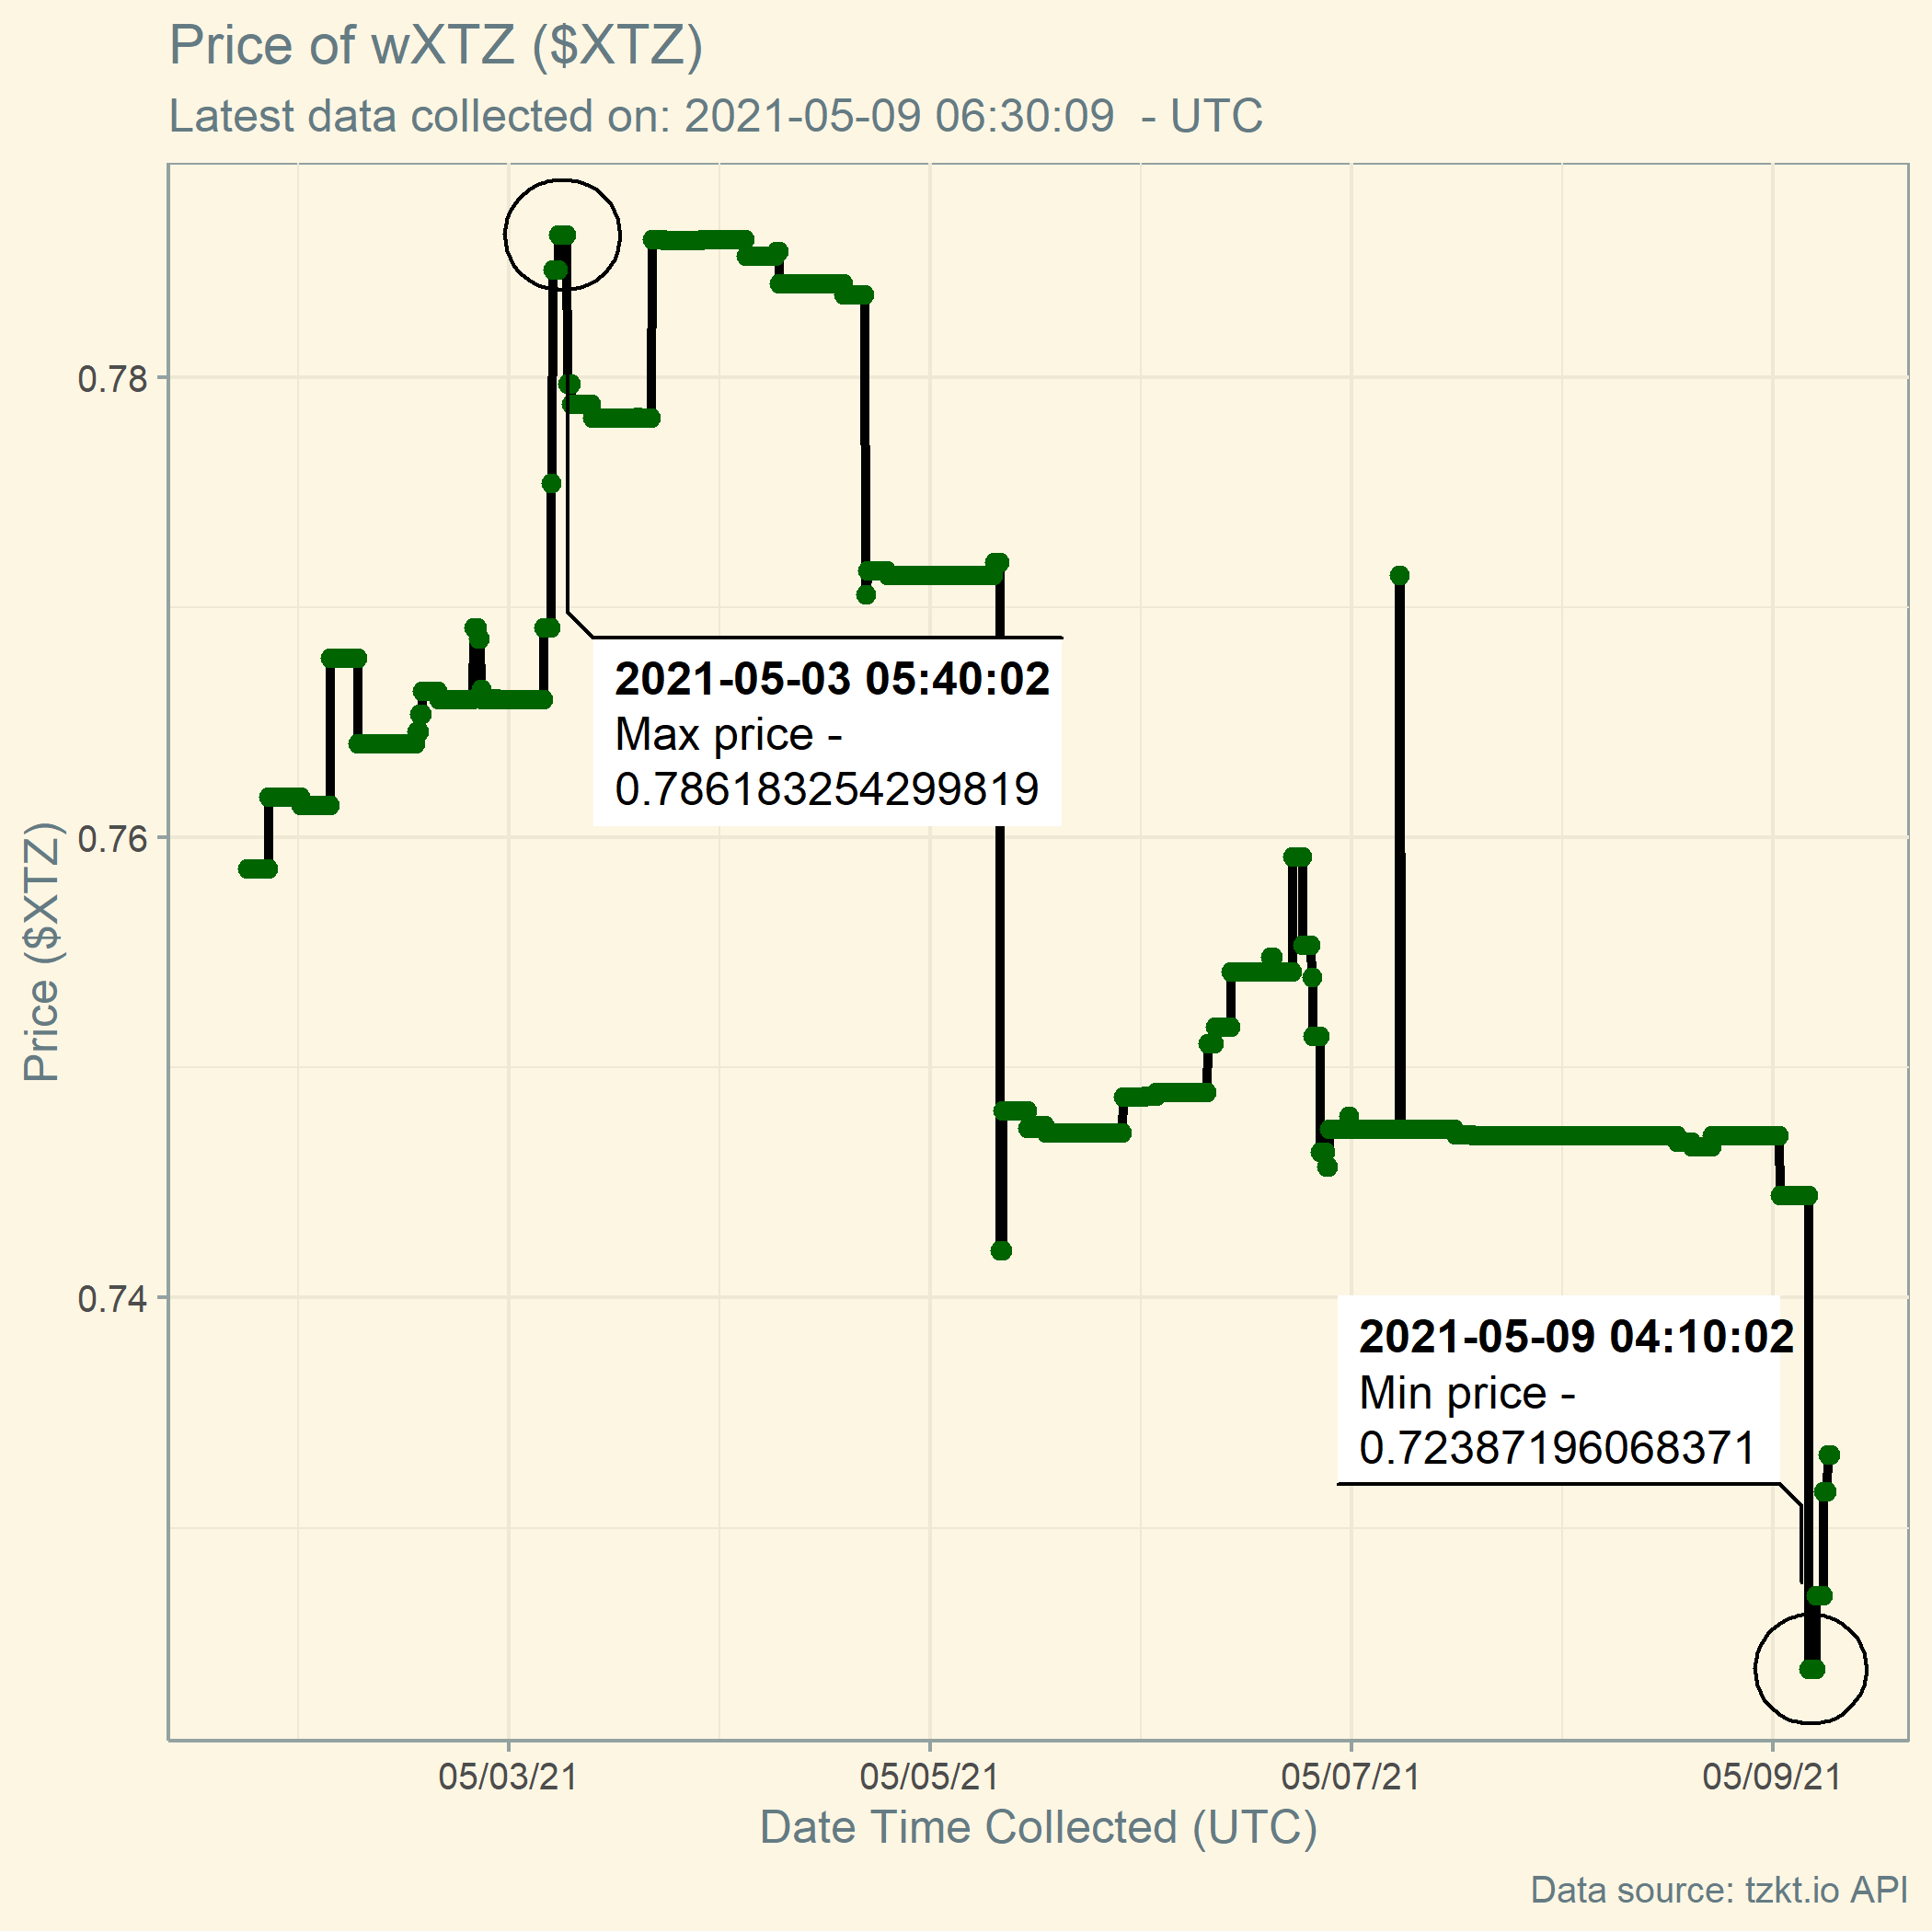 Price of wXTZ ($XTZ)
Latest data collected on: 2021-05-09 06:30:09  - UTC
Price ($XTZ)
0.78
0.76
0.74
2021-05-03 05:40:02
Max price -
0.786183254299819
2021-05-09 04:10:02
Min price -
0.72387196068371
05/03/21
05/05/21
05/07/21
05/09/21
Date Time Collected (UTC)
Data source: tzkt.io API